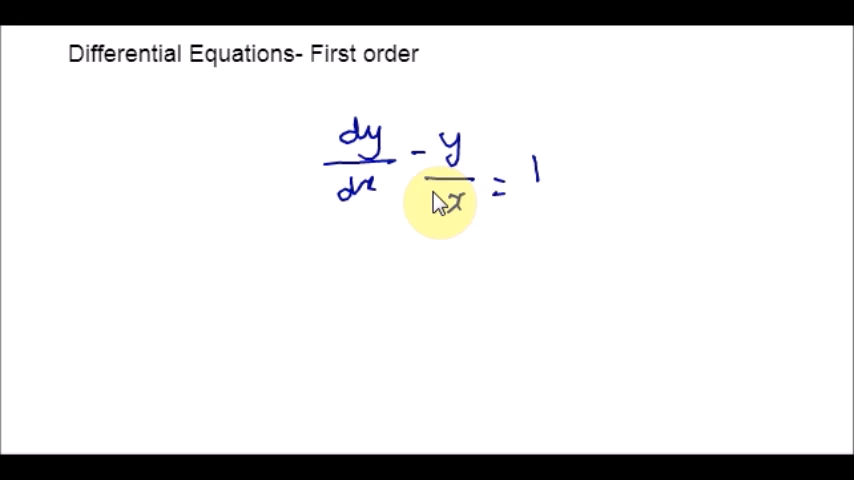 Differential Equations- First order
dy/dx - y/x = 1